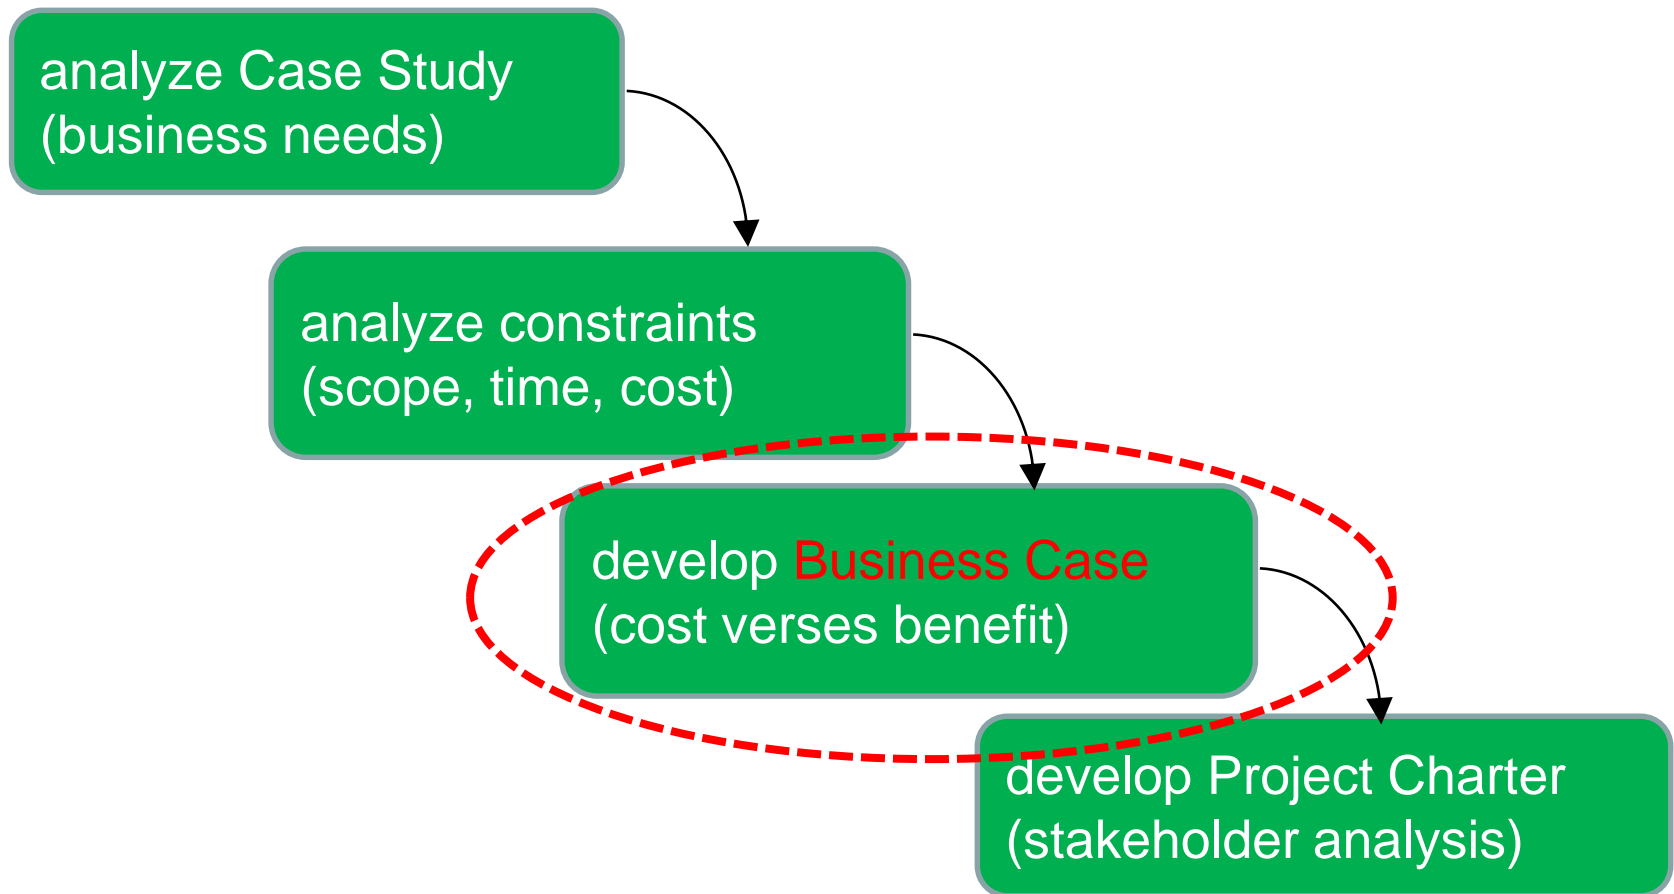 analyze Case Study
(business needs)
analyze constraints
(scope, time, cost)
develop Business Case
(cost verses benefit)
develop Project Charter
(stakeholder analysis)